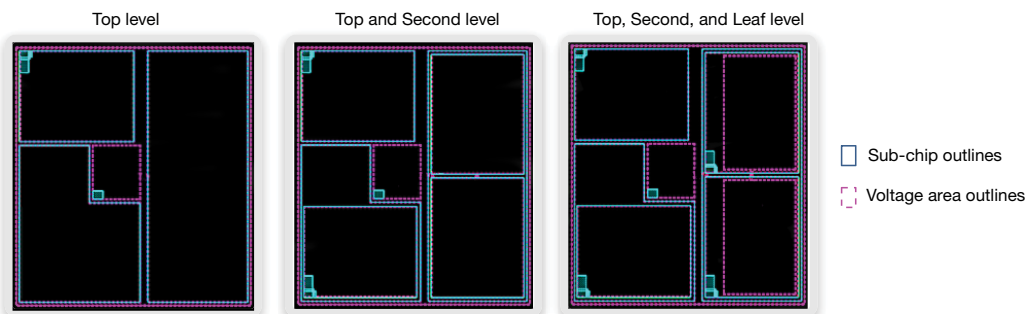 Top level
Top and Second level
Top, Second, and Leaf level
Sub-chip outlines
Voltage area outlines